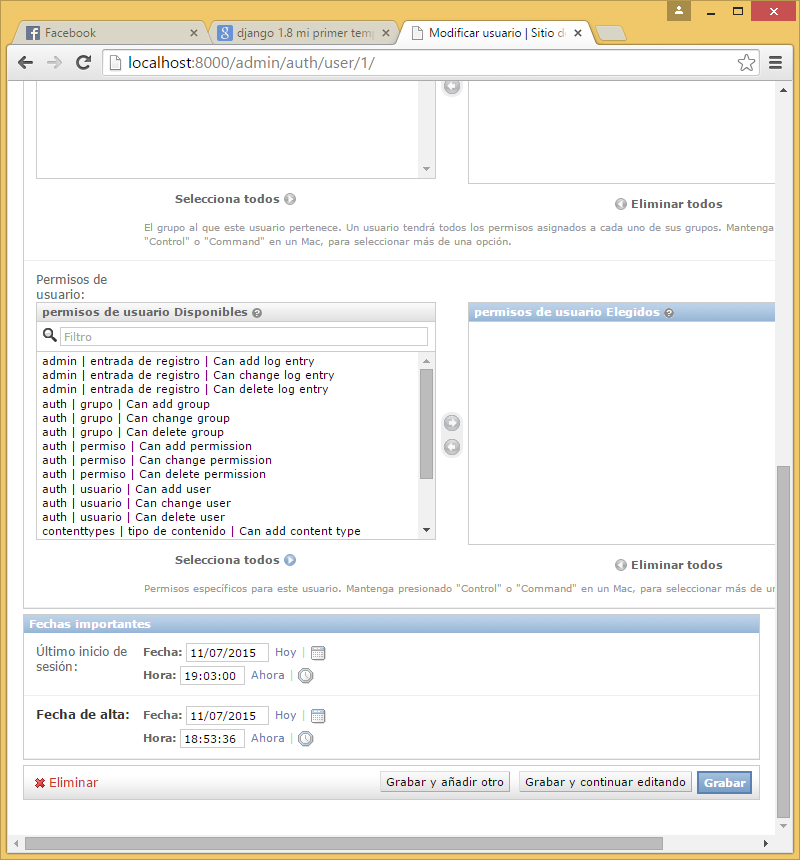 Facebook
django 1.8 mi primer temp
Modificar usuario | Sitio de
localhost:8000/admin/auth/user/1/
Selecciona todos
Eliminar todos
El grupo al que este usuario pertenece. Un usuario tendrá todos los permisos asignados a cada uno de sus grupos. Mantenga
"Control" o "Command" en un Mac, para seleccionar más de una opción.
Permisos de
usuario:
permisos de usuario Disponibles
permisos de usuario Elegidos
Filtro
admin | entrada de registro | Can add log entry
admin | entrada de registro | Can change log entry
admin | entrada de registro | Can delete log entry
auth | grupo | Can add group
auth | grupo | Can change group
auth | grupo | Can delete group
auth | permiso | Can add permission
auth | permiso | Can change permission
auth | permiso | Can delete permission
auth | usuario | Can add user
auth | usuario | Can change user
auth | usuario | Can delete user
contenttypes | tipo de contenido | Can add content type
Selecciona todos
Eliminar todos
Permisos específicos para este usuario. Mantenga presionado "Control" o "Command" en un Mac, para seleccionar más de
Fechas importantes
Último inicio de
sesión:
Fecha: 11/07/2015 Hoy |
Hora: 19:03:00 Ahora |
Fecha de alta:
Fecha: 11/07/2015 Hoy |
Hora: 18:53:36 Ahora |
Eliminar
Grabar y añadir otro
Grabar y continuar editando
Grabar